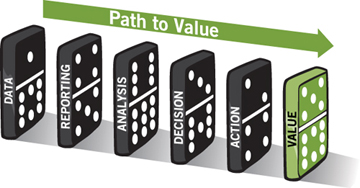 Path to Value
DATA
REPORTING
ANALYSIS
DECISION
ACTION
VALUE